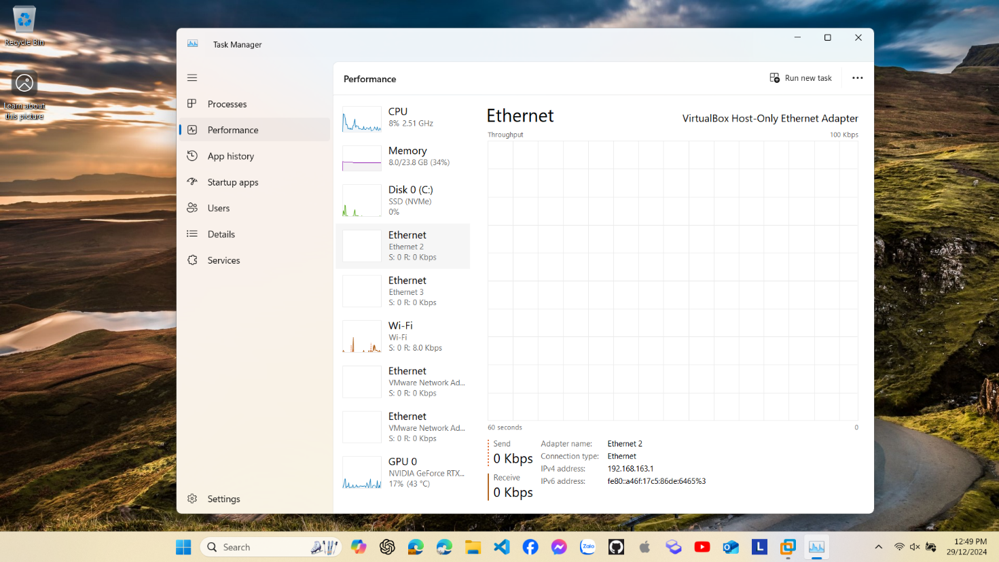 Recycle Bin
Learn about
this picture
Task Manager
Processes
Performance
App history
Startup apps
Users
Details
Services
Settings
Performance
Run new task
CPU
8% 2.51 GHz
Memory
8.0/23.8 GB (34%)
Disk 0 (C:)
SSD (NVMe)
0%
Ethernet
Ethernet 2
S: 0 R: 0 Kbps
Ethernet
Ethernet 3
S: 0 R: 0 Kbps
Wi-Fi
Wi-Fi
S: 0 R: 8.0 Kbps
Ethernet
VMware Network Ad...
S: 0 R: 0 Kbps
Ethernet
VMware Network Ad...
S: 0 R: 0 Kbps
GPU 0
NVIDIA GeForce RTX...
17% (43 °C)
Ethernet
VirtualBox Host-Only Ethernet Adapter
Throughput
100 Kbps
60 seconds
0
Send
0 Kbps
Receive
0 Kbps
Adapter name: Ethernet 2
Connection type: Ethernet
IPv4 address: 192.168.163.1
IPv6 address: fe80::a46f:17c5:86de:6465%3
Search
Zalo
L
12:49 PM
29/12/2024